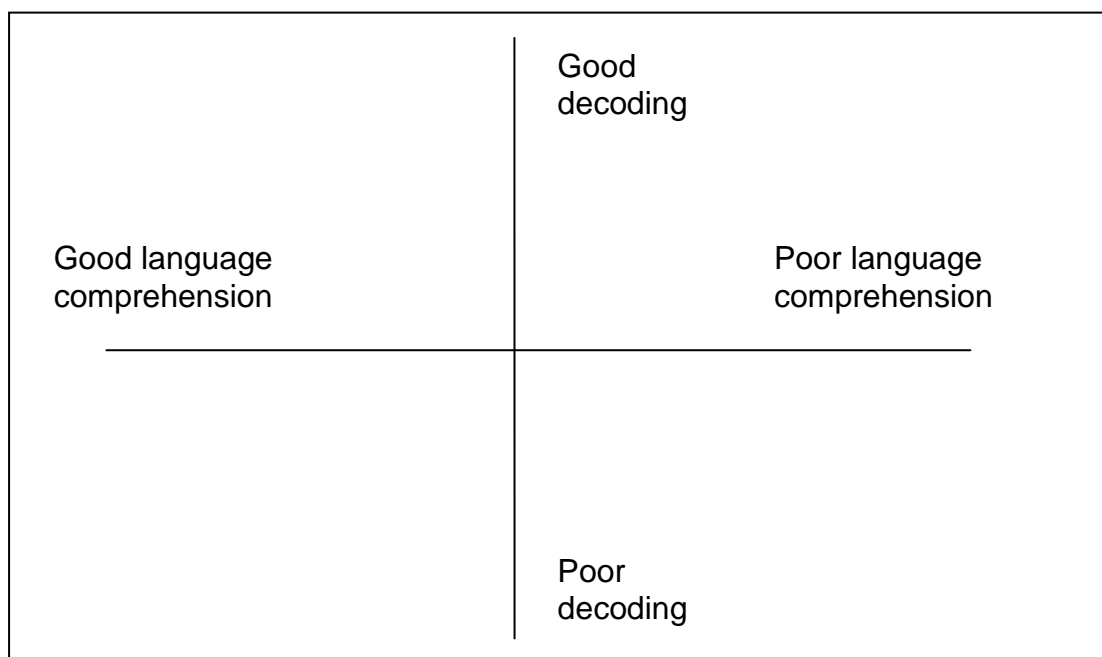 Good
decoding
Good language
comprehension
Poor language
comprehension
Poor
decoding